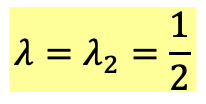 λ = λ₂ = 1/2